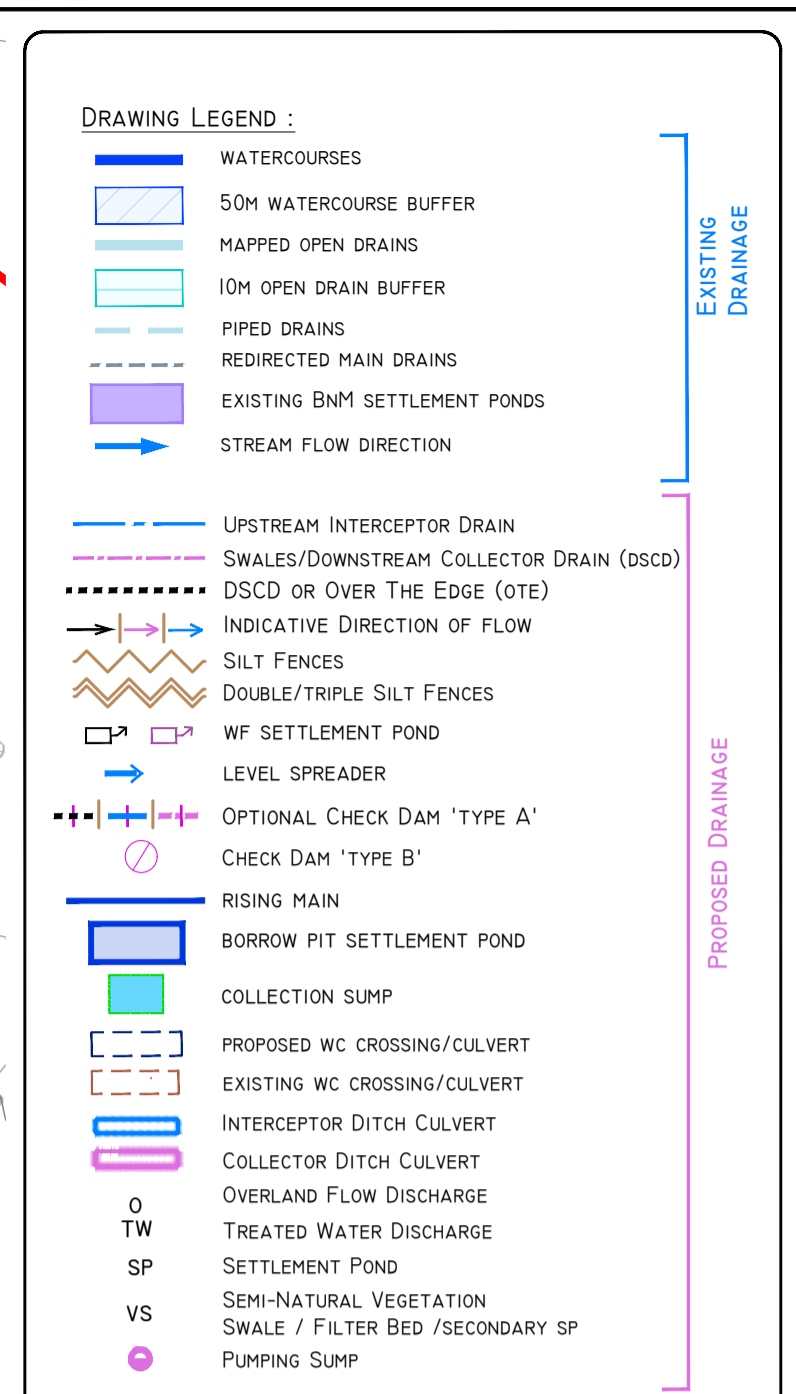 DRAWING LEGEND :
WATERCOURSES
50M WATERCOURSE BUFFER
MAPPED OPEN DRAINS
10M OPEN DRAIN BUFFER
PIPED DRAINS
REDIRECTED MAIN DRAINS
EXISTING BNM SETTLEMENT PONDS
STREAM FLOW DIRECTION
EXISTING
DRAINAGE
UPSTREAM INTERCEPTOR DRAIN
SWALES/DOWNSTREAM COLLECTOR DRAIN (DSCD)
DSCD OR OVER THE EDGE (OTE)
INDICATIVE DIRECTION OF FLOW
SILT FENCES
DOUBLE/TRIPLE SILT FENCES
WF SETTLEMENT POND
LEVEL SPREADER
OPTIONAL CHECK DAM 'TYPE A'
CHECK DAM 'TYPE B'
RISING MAIN
BORROW PIT SETTLEMENT POND
COLLECTION SUMP
PROPOSED WC CROSSING/CULVERT
EXISTING WC CROSSING/CULVERT
INTERCEPTOR DITCH CULVERT
COLLECTOR DITCH CULVERT
O OVERLAND FLOW DISCHARGE
TW TREATED WATER DISCHARGE
SP SETTLEMENT POND
VS SEMI-NATURAL VEGETATION
SWALE / FILTER BED /SECONDARY SP
PUMPING SUMP
PROPOSED DRAINAGE